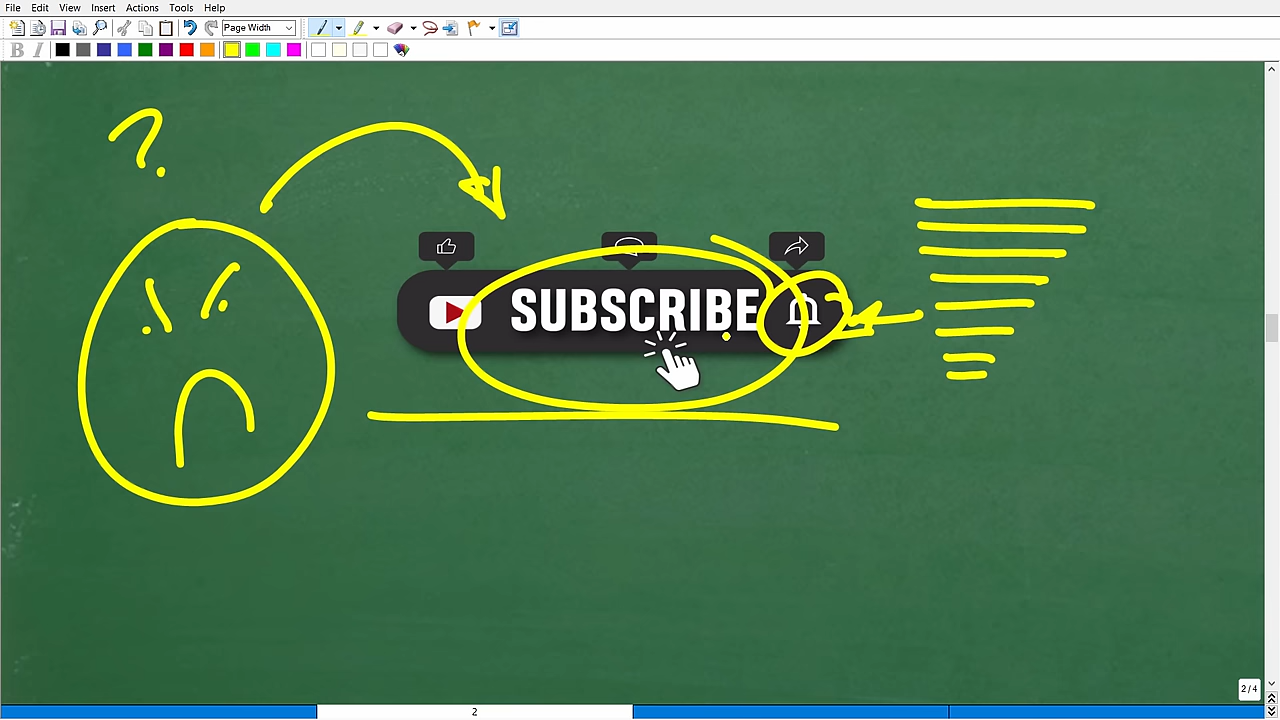 File Edit View Insert Actions Tools Help
Page Width
B I
?
SUBSCRIBE
2 / 4
2